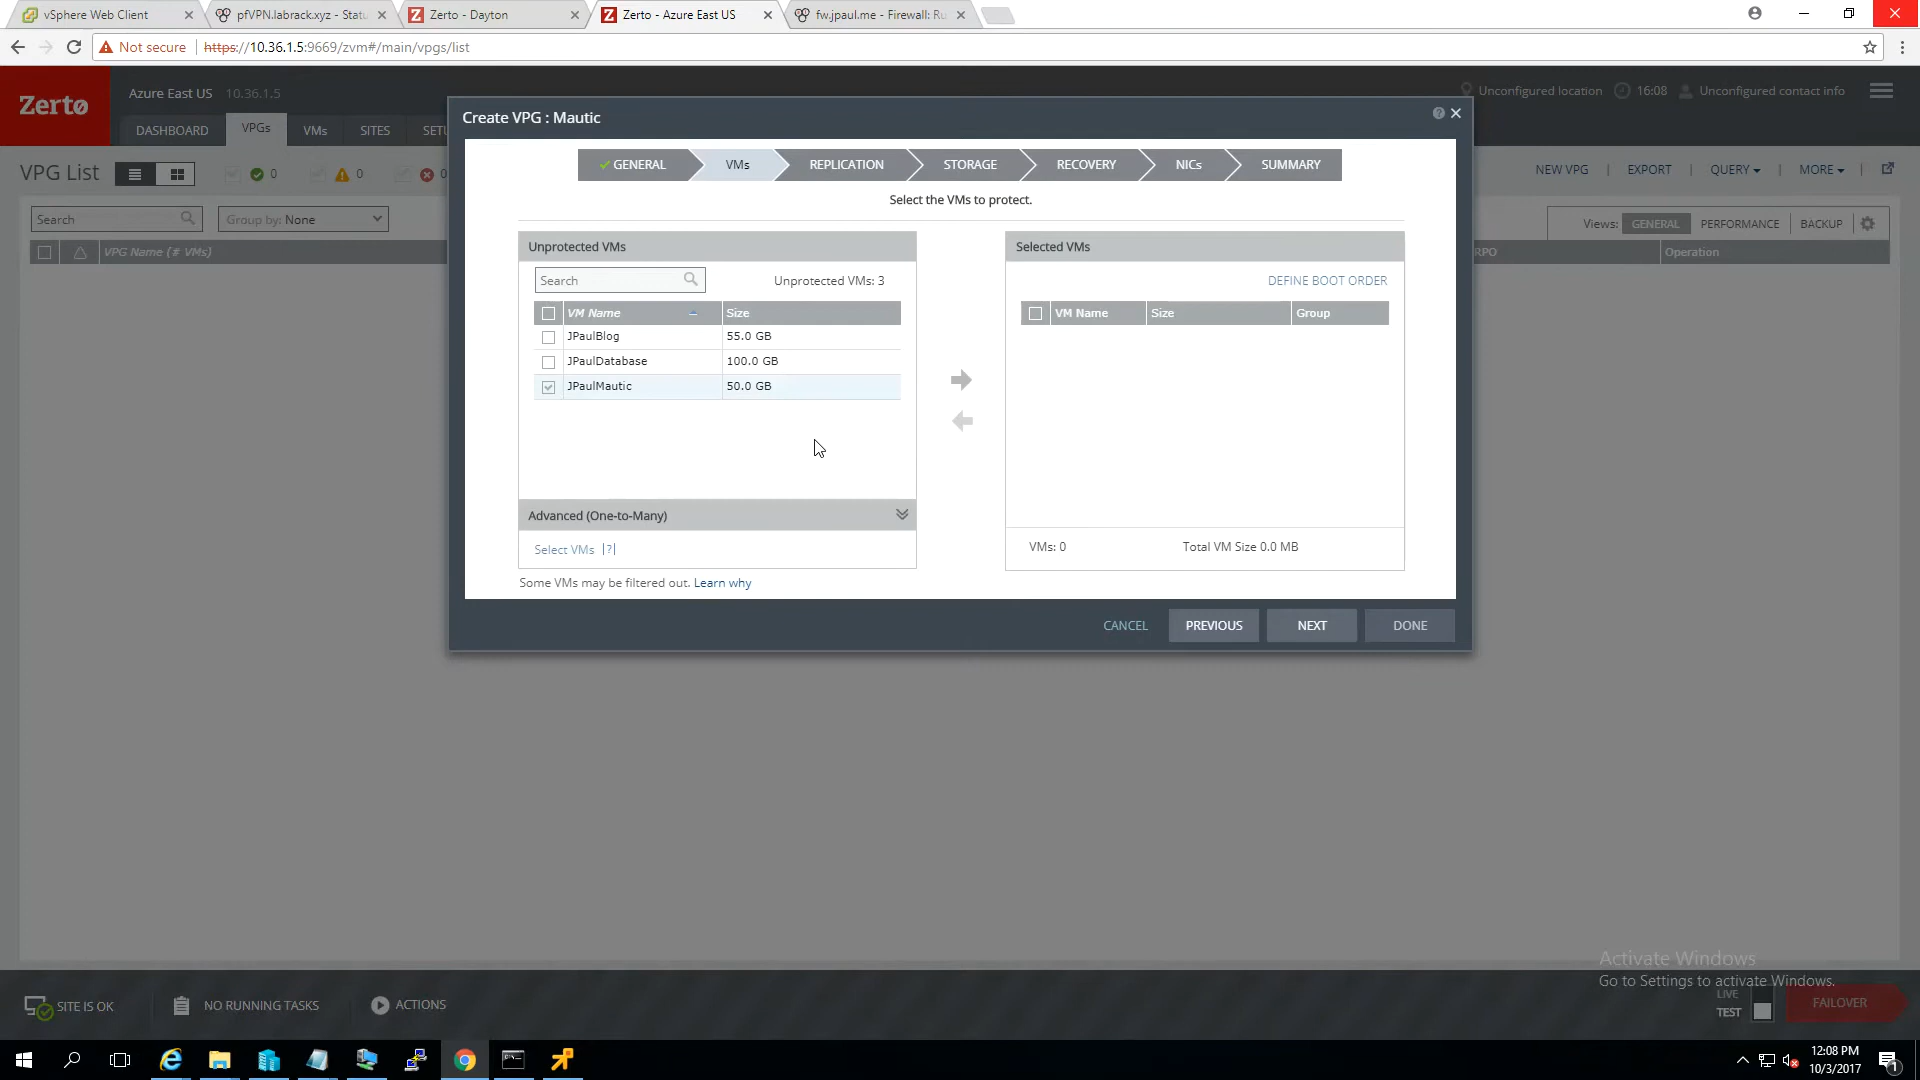 vSphere Web Client
pfVPN.labrack.xyz - Statu
Zerto - Dayton
Zerto - Azure East US
fw.jpaul.me - Firewall: Ru
Not secure
https://10.36.1.5:9669/zvm#/main/vpgs/list
Zerto
Azure East US 10.36.1.5
Unconfigured location
16:08
Unconfigured contact info
DASHBOARD
VPGs
VMs
SITES
SETU
VPG List
0
0
0
NEW VPG
EXPORT
QUERY
MORE
Search
Group by: None
Views: GENERAL PERFORMANCE BACKUP
VPG Name (# VMs)
RPO
Operation
Create VPG : Mautic
GENERAL
VMs
REPLICATION
STORAGE
RECOVERY
NICs
SUMMARY
Select the VMs to protect.
Unprotected VMs
Search
Unprotected VMs: 3
VM Name Size
JPaulBlog 55.0 GB
JPaulDatabase 100.0 GB
JPaulMautic 50.0 GB
Advanced (One-to-Many)
Select VMs |?|
Some VMs may be filtered out. Learn why
Selected VMs
DEFINE BOOT ORDER
VM Name Size Group
VMs: 0
Total VM Size 0.0 MB
CANCEL
PREVIOUS
NEXT
DONE
Activate Windows
Go to Settings to activate Windows.
SITE IS OK
NO RUNNING TASKS
ACTIONS
LIVE
TEST
FAILOVER
12:08 PM
10/3/2017
1